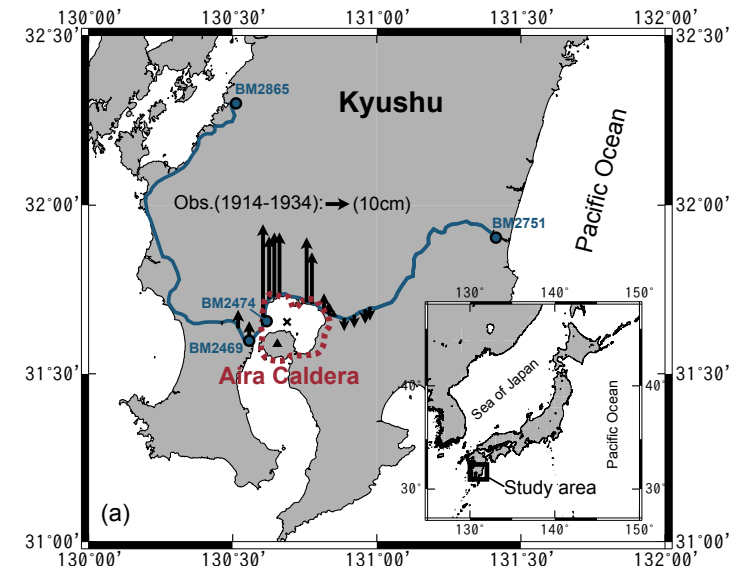 130°00' 130°30' 131°00' 131°30' 132°00'
32°30' 32°30'
BM2865
Kyushu
Pacific Ocean
32°00' 32°00'
Obs.(1914-1934): → (10cm)
BM2751
BM2474
BM2469
31°30' 31°30'
Aira Caldera
130° 140° 150°
40° 40°
Sea of Japan
Pacific Ocean
30° 30°
Study area
130° 140° 150°
(a)
31°00' 31°00'
130°00' 130°30' 131°00' 131°30' 132°00'